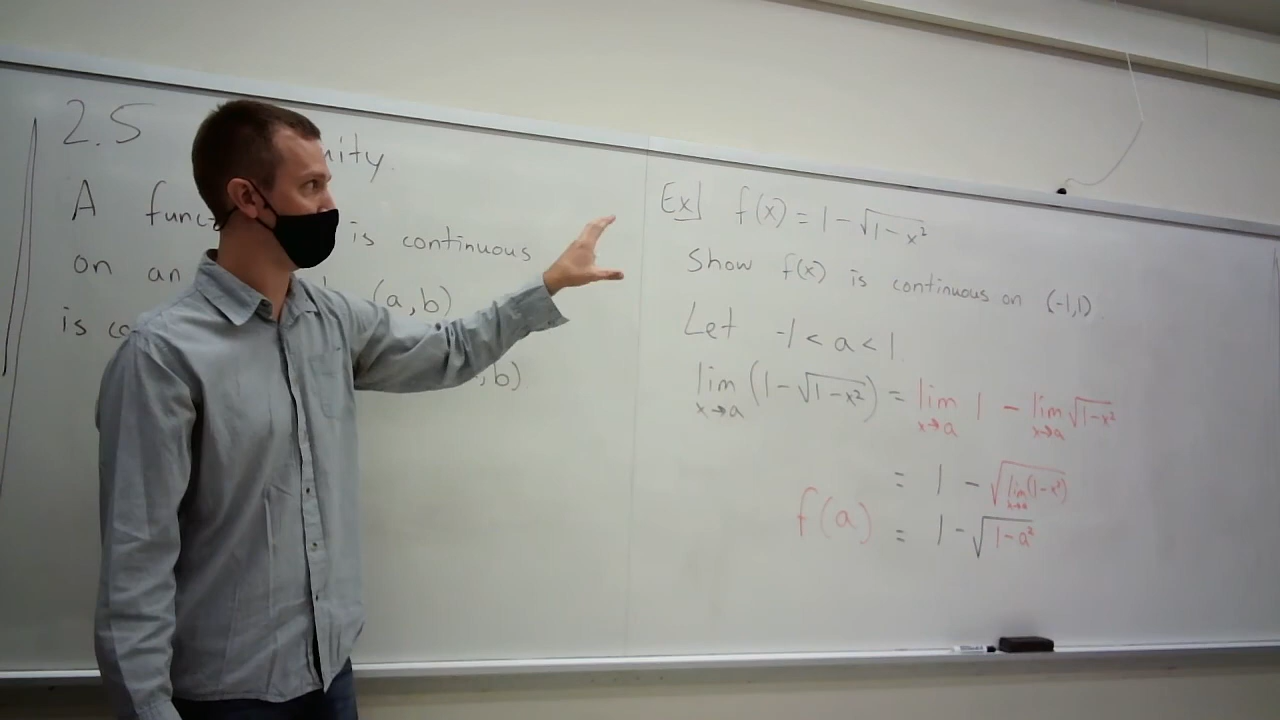 2.5 nity.
A func is continuous
on an (a,b)
is co
,b)
Ex] f(x) = 1 - √(1-x²)
Show f(x) is continuous on (-1,1).
Let -1 < a < 1.
lim x→a (1-√(1-x²)) = lim x→a 1 - lim x→a √(1-x²)
= 1 - √(lim x→a (1-x²))
f(a) = 1-√(1-a²)